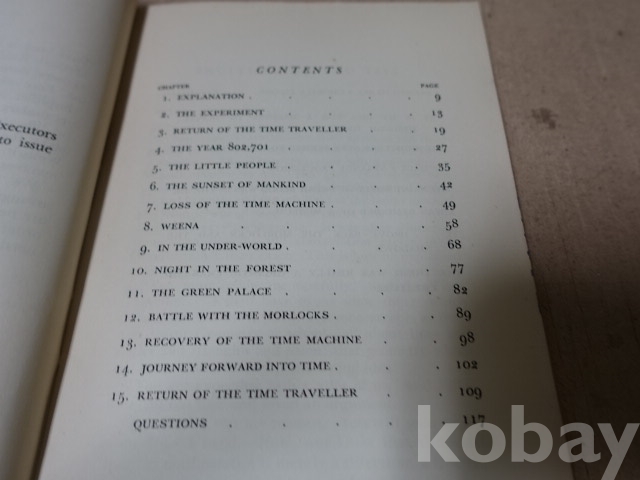 xecutors
to issue
CONTENTS
CHAPTER PAGE
1. EXPLANATION . . . . 9
2. THE EXPERIMENT . . . . 13
3. RETURN OF THE TIME TRAVELLER . . 19
4. THE YEAR 802,701 . . . . 27
5. THE LITTLE PEOPLE . . . . 35
6. THE SUNSET OF MANKIND . . . 42
7. LOSS OF THE TIME MACHINE . . . 49
8. WEENA . . . . . 58
9. IN THE UNDER-WORLD . . . . 68
10. NIGHT IN THE FOREST . . . 77
11. THE GREEN PALACE . . . . 82
12. BATTLE WITH THE MORLOCKS . . . 89
13. RECOVERY OF THE TIME MACHINE . . 98
14. JOURNEY FORWARD INTO TIME . . . 102
15. RETURN OF THE TIME TRAVELLER . . 109
QUESTIONS . . . . . 117
kobay